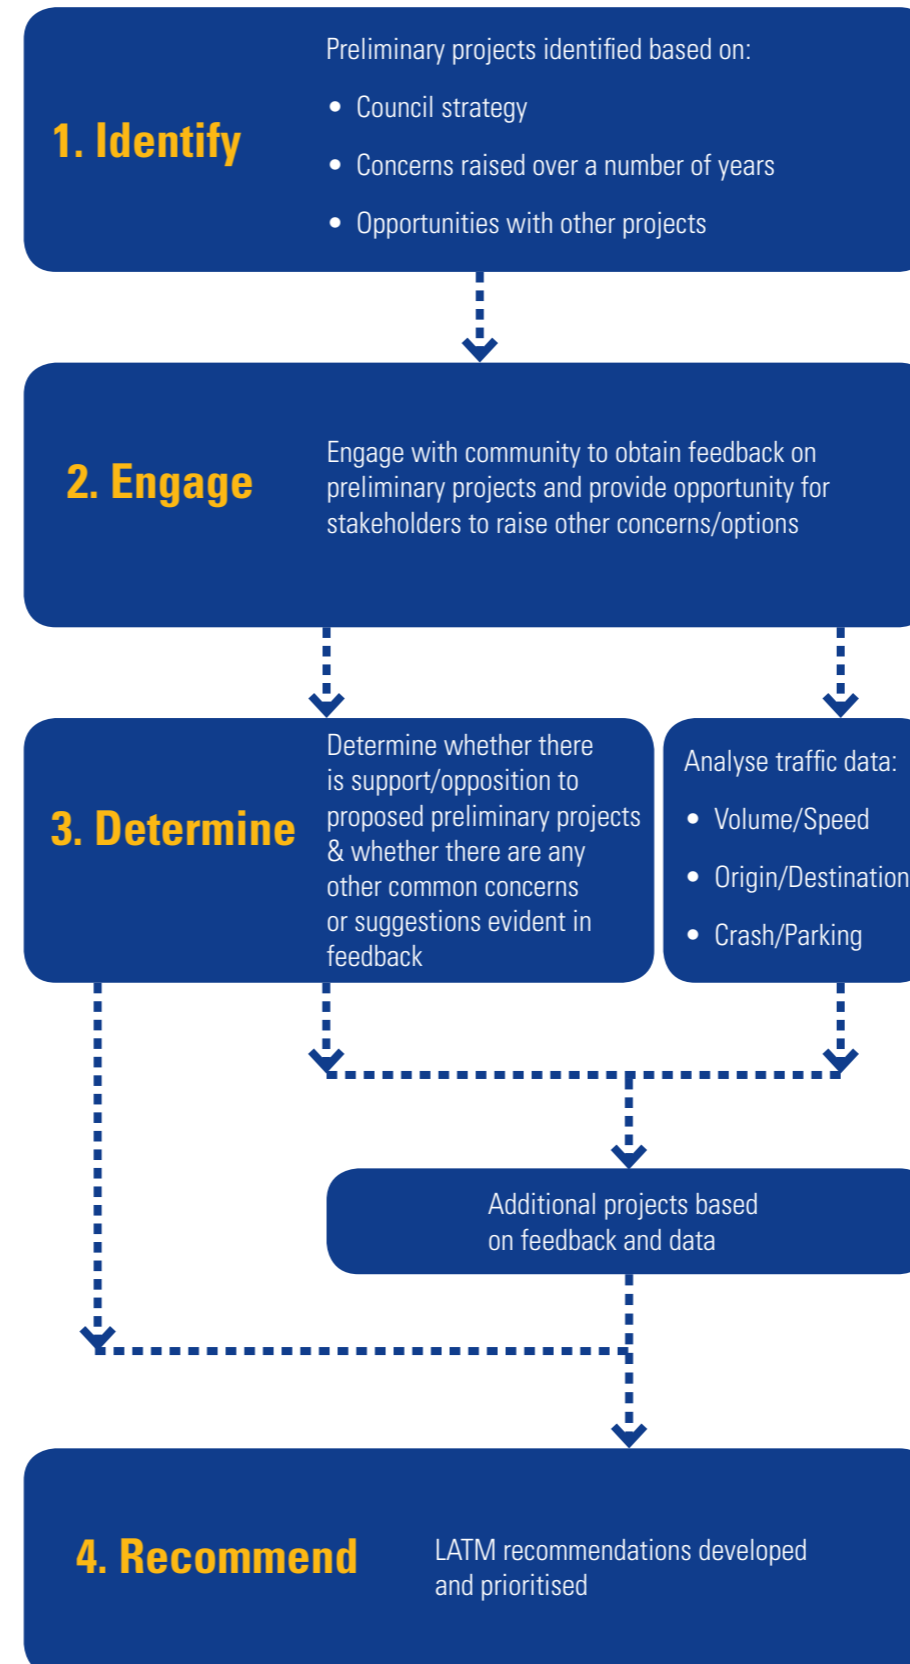 1. Identify
Preliminary projects identified based on:
• Council strategy
• Concerns raised over a number of years
• Opportunities with other projects
2. Engage
Engage with community to obtain feedback on
preliminary projects and provide opportunity for
stakeholders to raise other concerns/options
3. Determine
Determine whether there
is support/opposition to
proposed preliminary projects
& whether there are any
other common concerns
or suggestions evident in
feedback
Analyse traffic data:
• Volume/Speed
• Origin/Destination
• Crash/Parking
Additional projects based
on feedback and data
4. Recommend
LATM recommendations developed
and prioritised